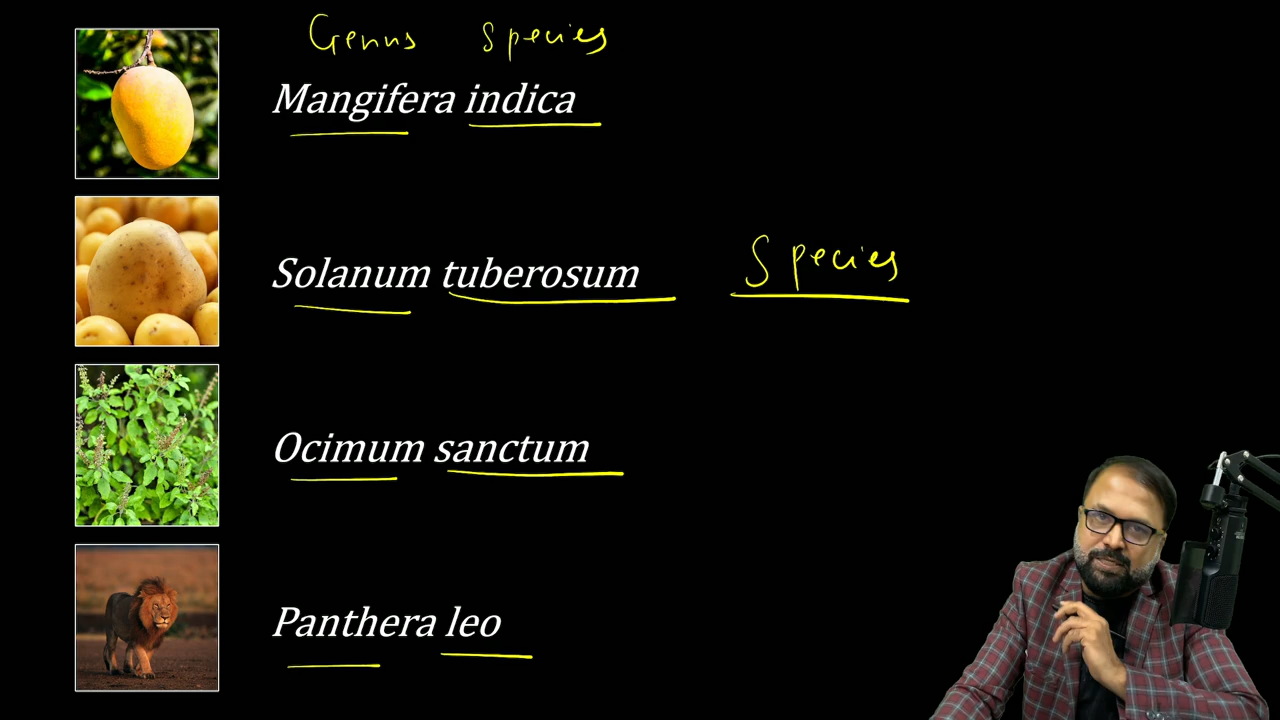 Genus Species
Mangifera indica
Solanum tuberosum Species
Ocimum sanctum
Panthera leo